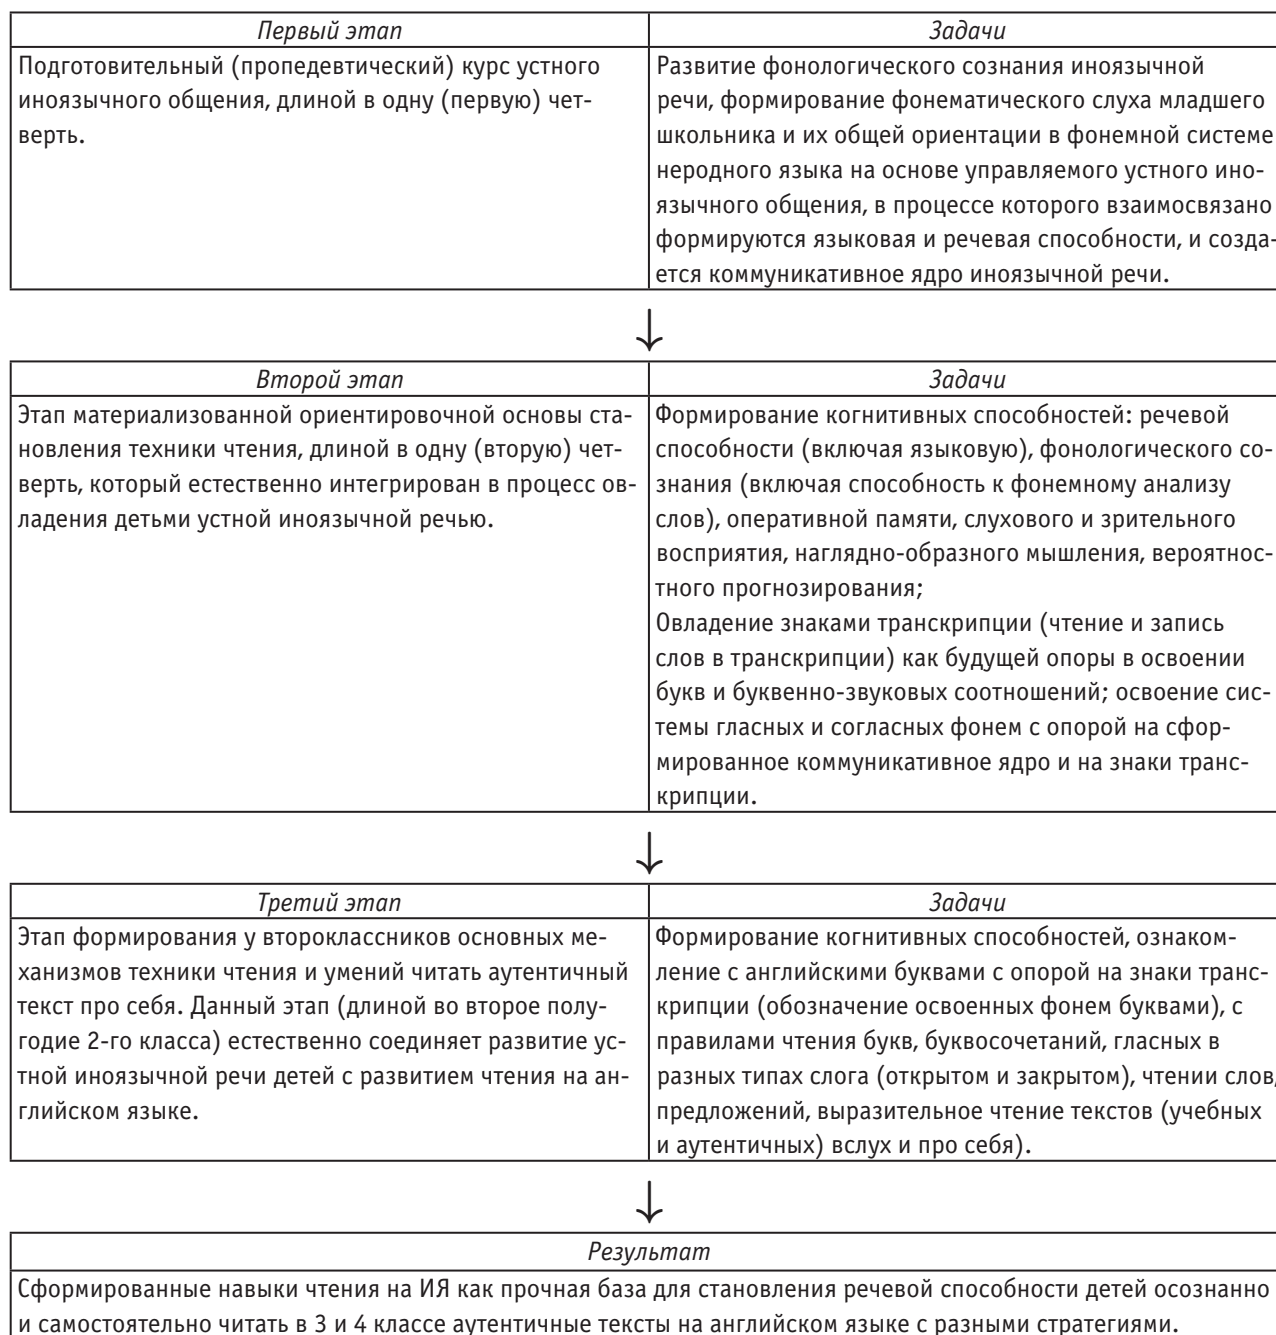 Первый этап
Задачи
Подготовительный (пропедевтический) курс устного
иноязычного общения, длиной в одну (первую) чет-
верть.
Развитие фонологического сознания иноязычной
речи, формирование фонематического слуха младшего
школьника и их общей ориентации в фонемной системе
неродного языка на основе управляемого устного ино-
язычного общения, в процессе которого взаимосвязано
формируются языковая и речевая способности, и созда-
ется коммуникативное ядро иноязычной речи.
Второй этап
Задачи
Этап материализованной ориентировочной основы ста-
новления техники чтения, длиной в одну (вторую) чет-
верть, который естественно интегрирован в процесс ов-
ладения детьми устной иноязычной речью.
Формирование когнитивных способностей: речевой
способности (включая языковую), фонологического со-
знания (включая способность к фонемному анализу
слов), оперативной памяти, слухового и зрительного
восприятия, наглядно-образного мышления, вероятнос-
тного прогнозирования;
Овладение знаками транскрипции (чтение и запись
слов в транскрипции) как будущей опоры в освоении
букв и буквенно-звуковых соотношений; освоение сис-
темы гласных и согласных фонем с опорой на сфор-
мированное коммуникативное ядро и на знаки транс-
крипции.
Третий этап
Задачи
Этап формирования у второклассников основных ме-
ханизмов техники чтения и умений читать аутентичный
текст про себя. Данный этап (длиной во второе полу-
годие 2-го класса) естественно соединяет развитие ус-
тной иноязычной речи детей с развитием чтения на ан-
глийском языке.
Формирование когнитивных способностей, ознаком-
ление с английскими буквами с опорой на знаки транс-
крипции (обозначение освоенных фонем буквами), с
правилами чтения букв, буквосочетаний, гласных в
разных типах слога (открытом и закрытом), чтении слов,
предложений, выразительное чтение текстов (учебных
и аутентичных) вслух и про себя).
Результат
Сформированные навыки чтения на ИЯ как прочная база для становления речевой способности детей осознанно
и самостоятельно читать в 3 и 4 классе аутентичные тексты на английском языке с разными стратегиями.